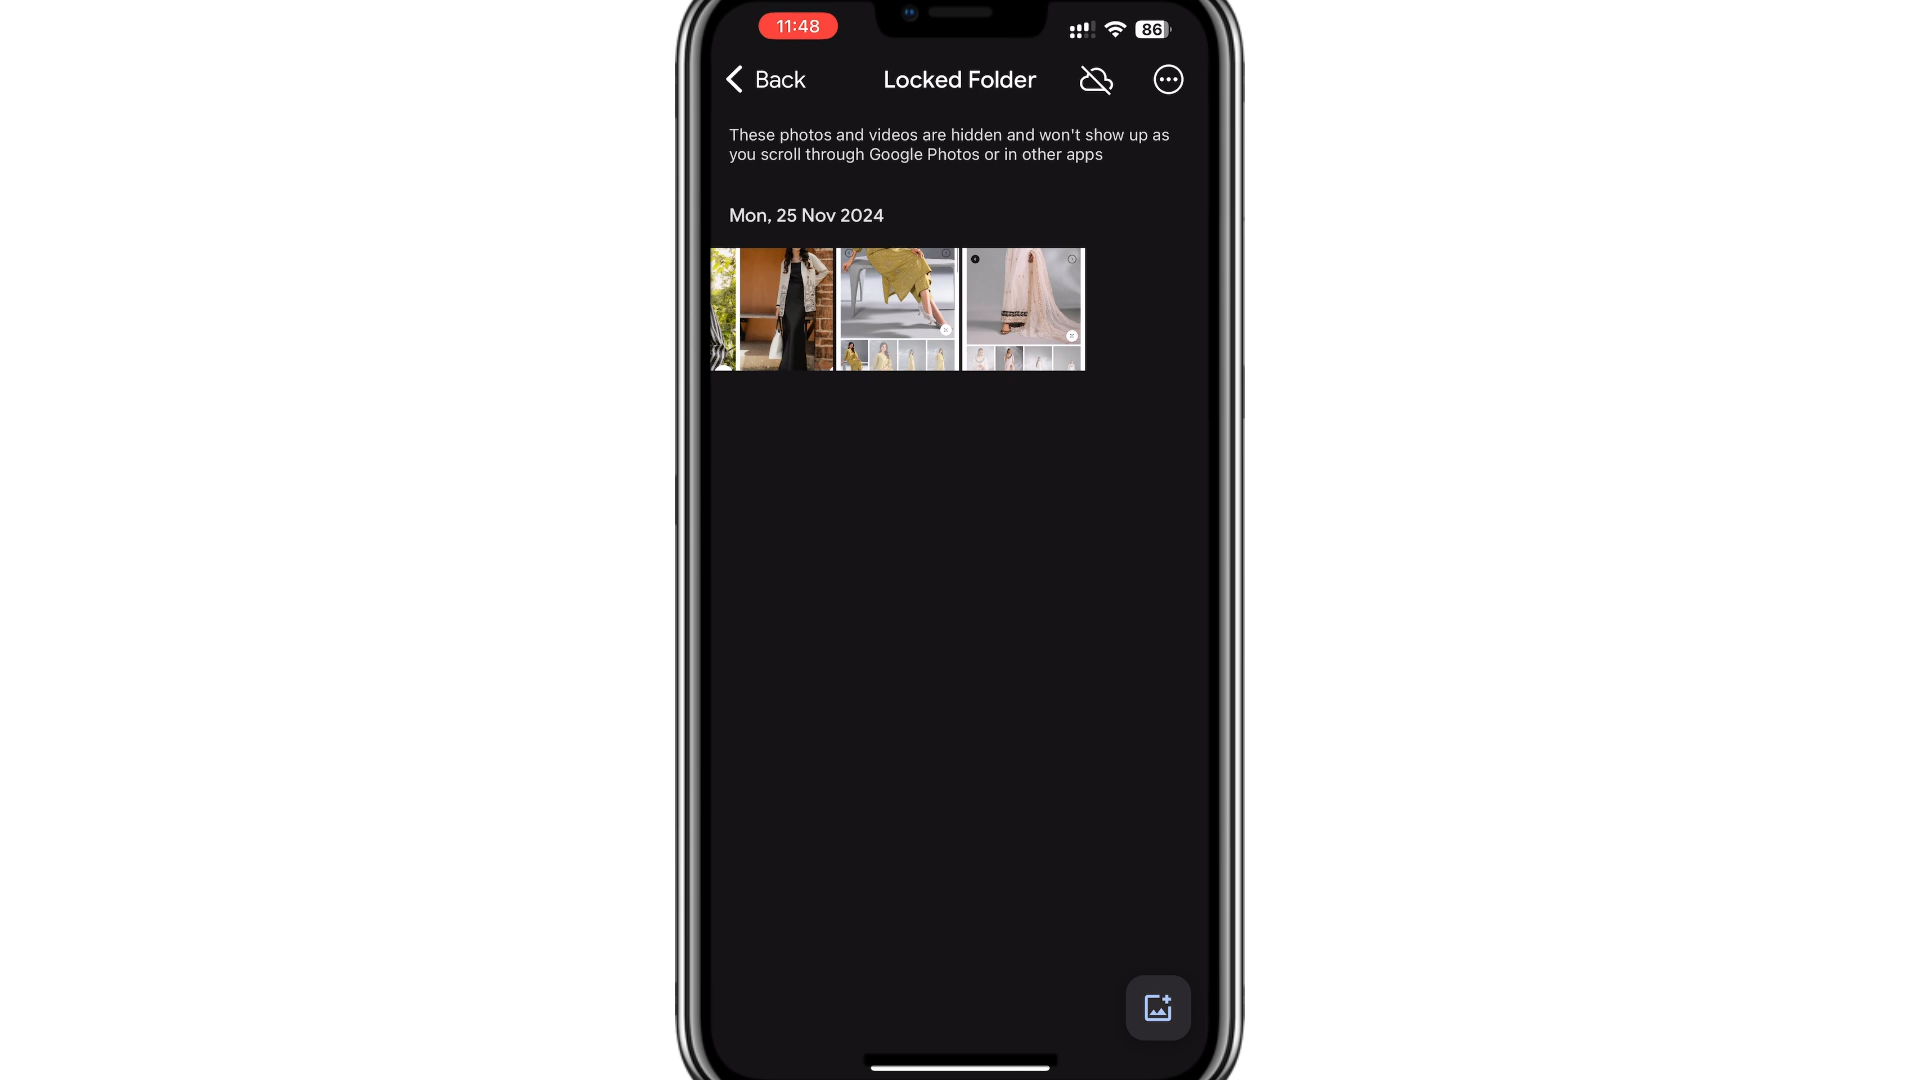 11:48
86
Back
Locked Folder
These photos and videos are hidden and won't show up as
you scroll through Google Photos or in other apps
Mon, 25 Nov 2024